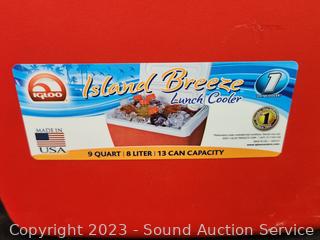 IGLOO
Island Breeze
Lunch Cooler
1
MADE IN
USA
1
9 QUART | 8 LITER | 13 CAN CAPACITY
Copyright 2023 - Sound Auction Service